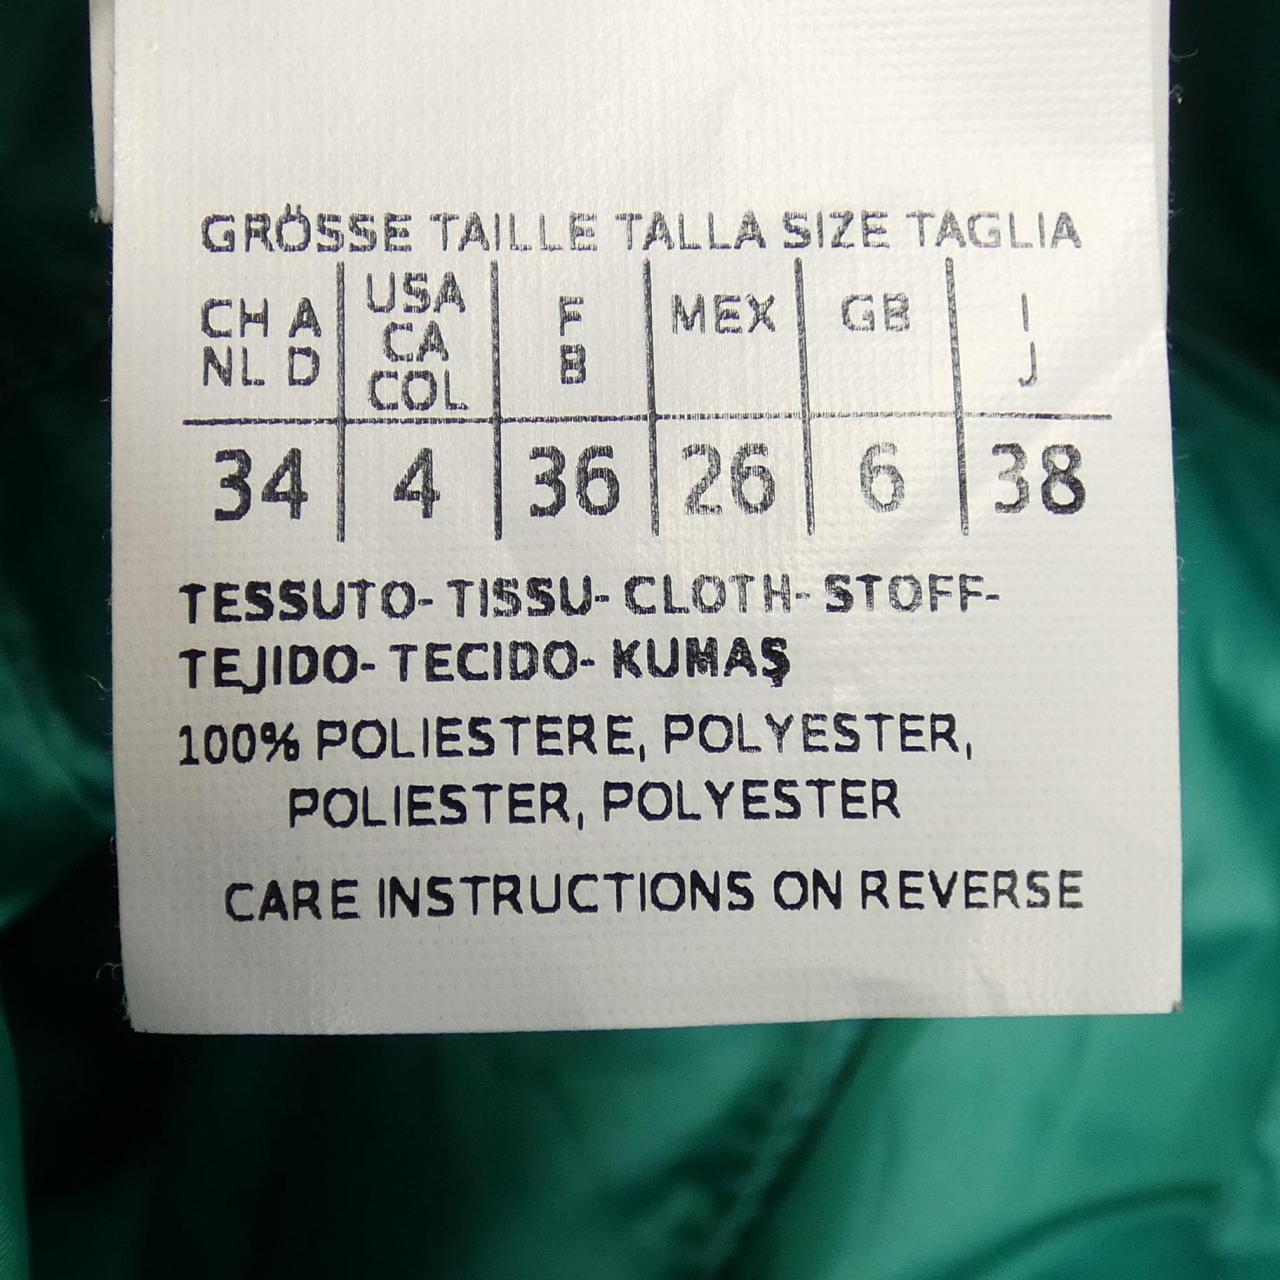 GRÖSSE TAILLE TALLA SIZE TAGLIA
CH A NL D USA CA COL F B MEX GB I J
34 4 36 26 6 38
TESSUTO- TISSU- CLOTH- STOFF-
TEJIDO- TECIDO- KUMAŞ
100% POLIESTERE, POLYESTER,
POLIESTER, POLYESTER
CARE INSTRUCTIONS ON REVERSE